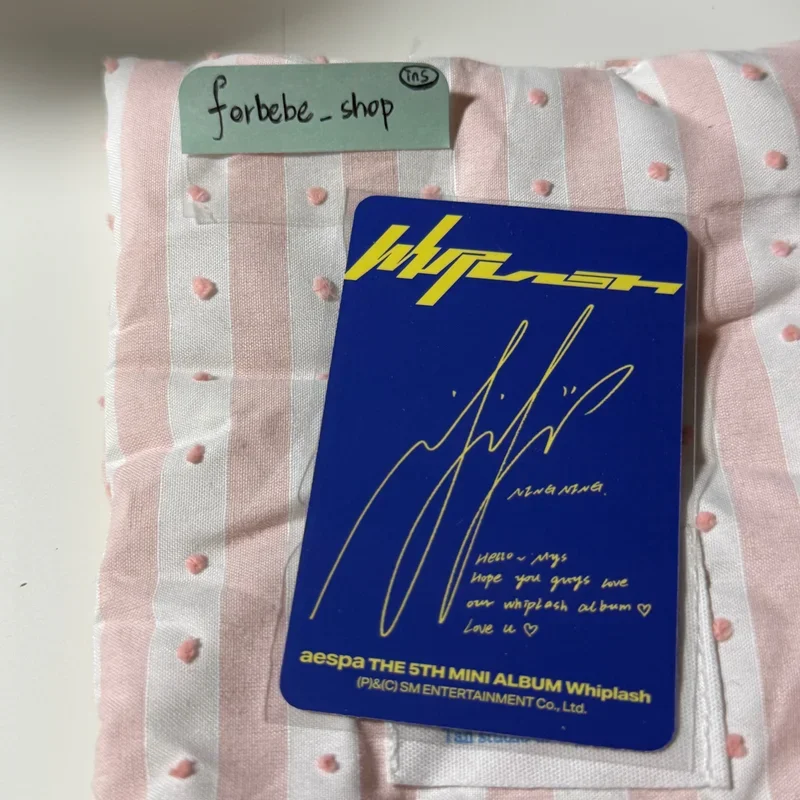 forbebe_shop
ins
Whiplash
NINGNING.
Hello~ Mys
Hope you guys love
our whiplash album ♡
Love u ♡
aespa THE 5TH MINI ALBUM Whiplash
(P)&(C) SM ENTERTAINMENT Co., Ltd.